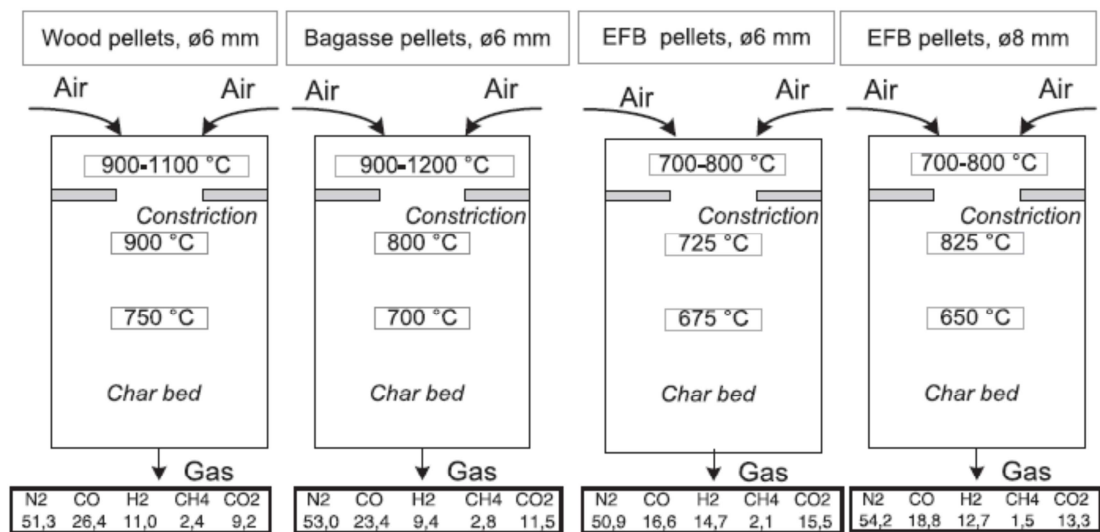 Wood pellets, ø6 mm
Air
Air
900-1100 °C
Constriction
900 °C
750 °C
Char bed
Gas
N2 CO H2 CH4 CO2
51,3 26,4 11,0 2,4 9,2
Bagasse pellets, ø6 mm
Air
Air
900-1200 °C
Constriction
800 °C
700 °C
Char bed
Gas
N2 CO H2 CH4 CO2
53,0 23,4 9,4 2,8 11,5
EFB pellets, ø6 mm
Air
Air
700-800 °C
Constriction
725 °C
675 °C
Char bed
Gas
N2 CO H2 CH4 CO2
50,9 16,6 14,7 2,1 15,5
EFB pellets, ø8 mm
Air
Air
700-800 °C
Constriction
825 °C
650 °C
Char bed
Gas
N2 CO H2 CH4 CO2
54,2 18,8 12,7 1,5 13,3